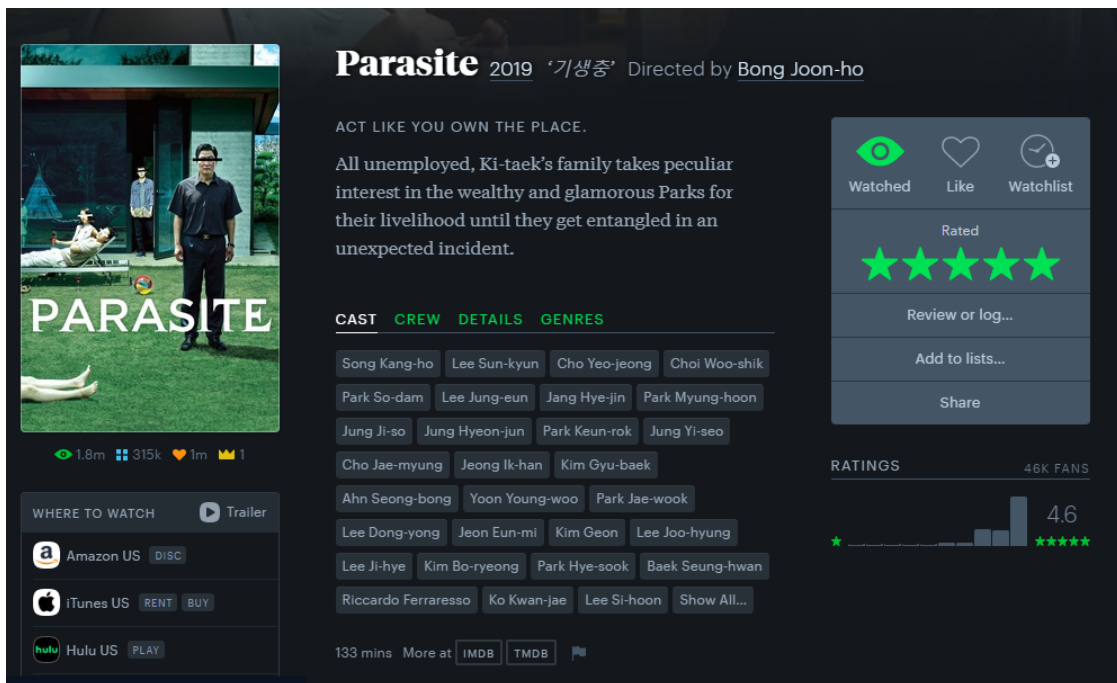 Parasite 2019 ‘기생충’ Directed by Bong Joon-ho
ACT LIKE YOU OWN THE PLACE.
All unemployed, Ki-taek’s family takes peculiar
interest in the wealthy and glamorous Parks for
their livelihood until they get entangled in an
unexpected incident.
CAST CREW DETAILS GENRES
Song Kang-ho Lee Sun-kyun Cho Yeo-jeong Choi Woo-shik
Park So-dam Lee Jung-eun Jang Hye-jin Park Myung-hoon
Jung Ji-so Jung Hyeon-jun Park Keun-rok Jung Yi-seo
Cho Jae-myung Jeong Ik-han Kim Gyu-baek
Ahn Seong-bong Yoon Young-woo Park Jae-wook
Lee Dong-yong Jeon Eun-mi Kim Geon Lee Joo-hyung
Lee Ji-hye Kim Bo-ryeong Park Hye-sook Baek Seung-hwan
Riccardo Ferraresso Ko Kwan-jae Lee Si-hoon Show All...
133 mins More at IMDB TMDB
PARASITE
1.8m 315k 1m 1
WHERE TO WATCH Trailer
a Amazon US DISC
iTunes US RENT BUY
hulu Hulu US PLAY
Watched Like Watchlist
Rated
Review or log...
Add to lists...
Share
RATINGS 46K FANS
4.6